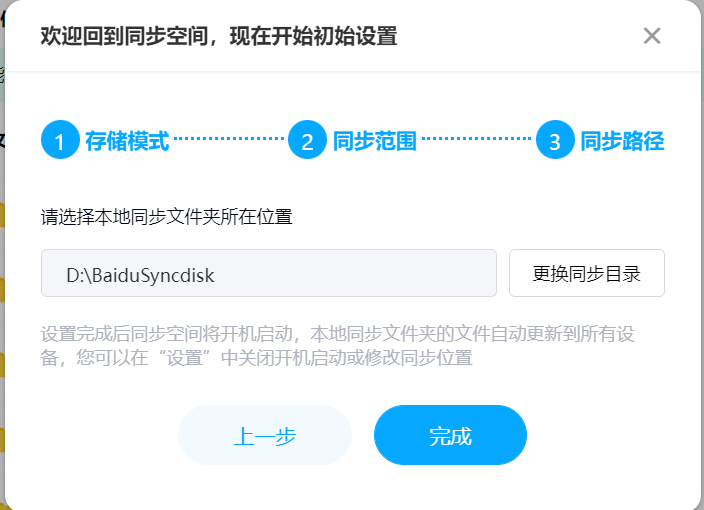 欢迎回到同步空间，现在开始初始设置
1 存储模式 2 同步范围 3 同步路径
请选择本地同步文件夹所在位置
D:\BaiduSyncdisk 更换同步目录
设置完成后同步空间将开机启动，本地同步文件夹的文件自动更新到所有设
备，您可以在“设置”中关闭开机启动或修改同步位置
上一步 完成